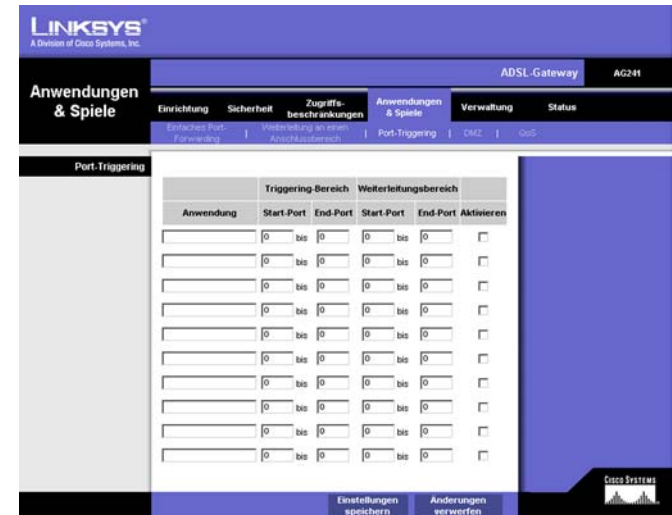 LINKSYS®
A Division of Cisco Systems, Inc.
ADSL-Gateway AG241
Anwendungen & Spiele
Einrichtung Sicherheit Zugriffs-beschränkungen Anwendungen & Spiele Verwaltung Status
Einfaches Port-Forwarding | Weiterleitung an einen Anschlussbereich | Port-Triggering | DMZ | QoS
Port-Triggering
Triggering-Bereich Weiterleitungsbereich
Anwendung Start-Port End-Port Start-Port End-Port Aktivieren
0 bis 0 0 bis 0
0 bis 0 0 bis 0
0 bis 0 0 bis 0
0 bis 0 0 bis 0
0 bis 0 0 bis 0
0 bis 0 0 bis 0
0 bis 0 0 bis 0
0 bis 0 0 bis 0
0 bis 0 0 bis 0
0 bis 0 0 bis 0
CISCO SYSTEMS
Einstellungen speichern Änderungen verwerfen